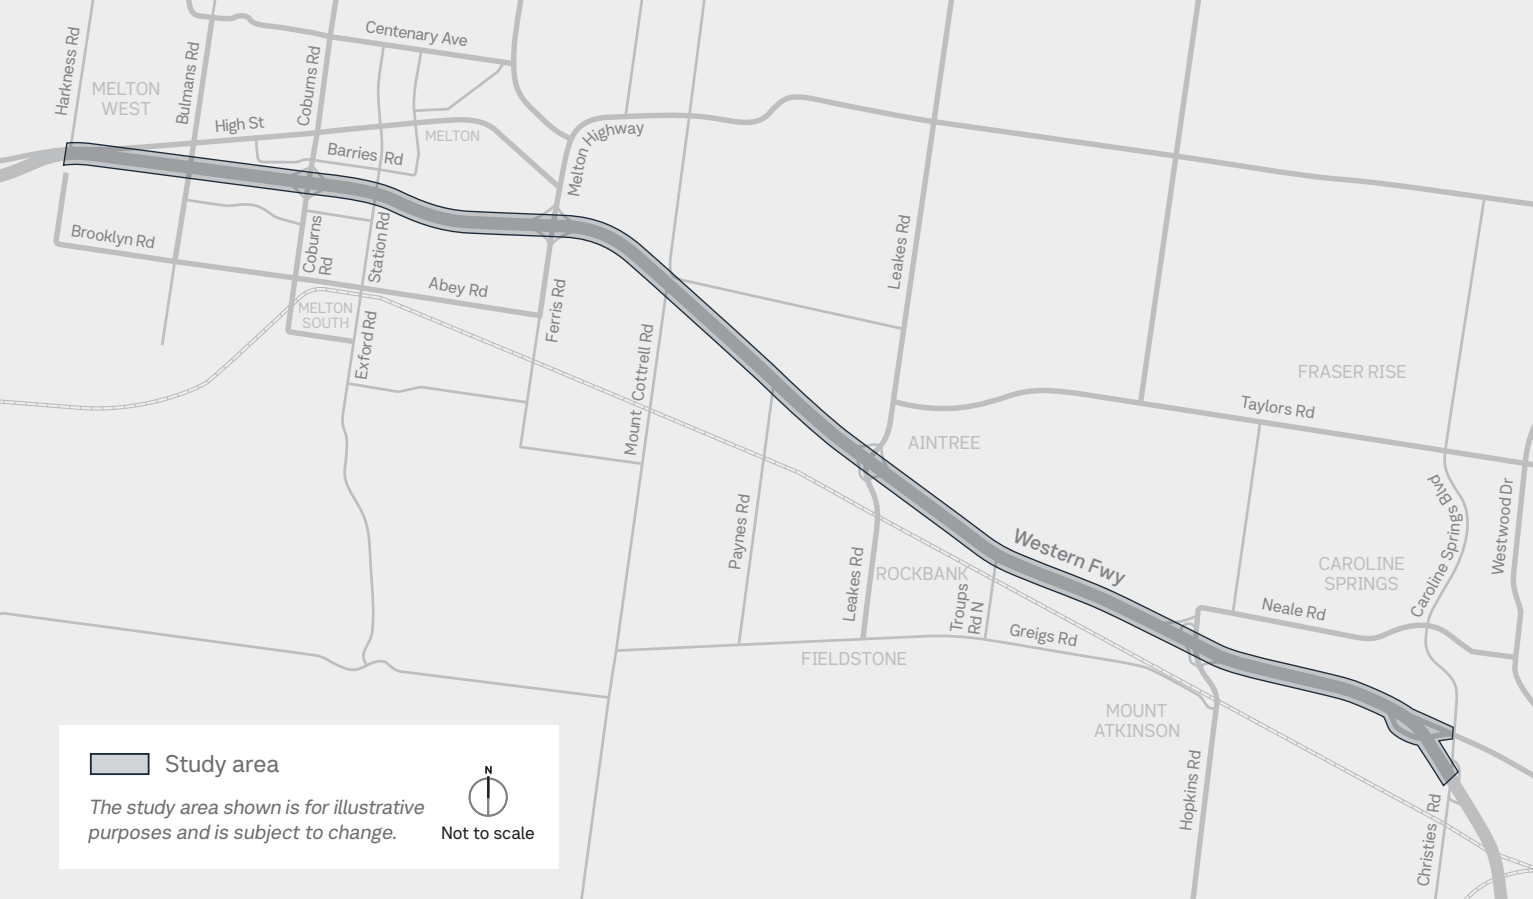 Centenary Ave
Harkness Rd
MELTON
WEST
Bulmans Rd
Coburns Rd
High St
MELTON
Barries Rd
Melton Highway
Brooklyn Rd
Coburns
Rd
Station Rd
Abey Rd
Ferris Rd
MELTON
SOUTH
Exford Rd
Mount Cottrell Rd
Leakes Rd
FRASER RISE
Taylors Rd
AINTREE
Paynes Rd
Leakes Rd
ROCKBANK
Western Fwy
Troups
Rd N
Greigs Rd
FIELDSTONE
CAROLINE
SPRINGS
Caroline Springs Blvd
Westwood Dr
Neale Rd
MOUNT
ATKINSON
Hopkins Rd
Christies Rd
Study area
The study area shown is for illustrative
purposes and is subject to change.
N
Not to scale